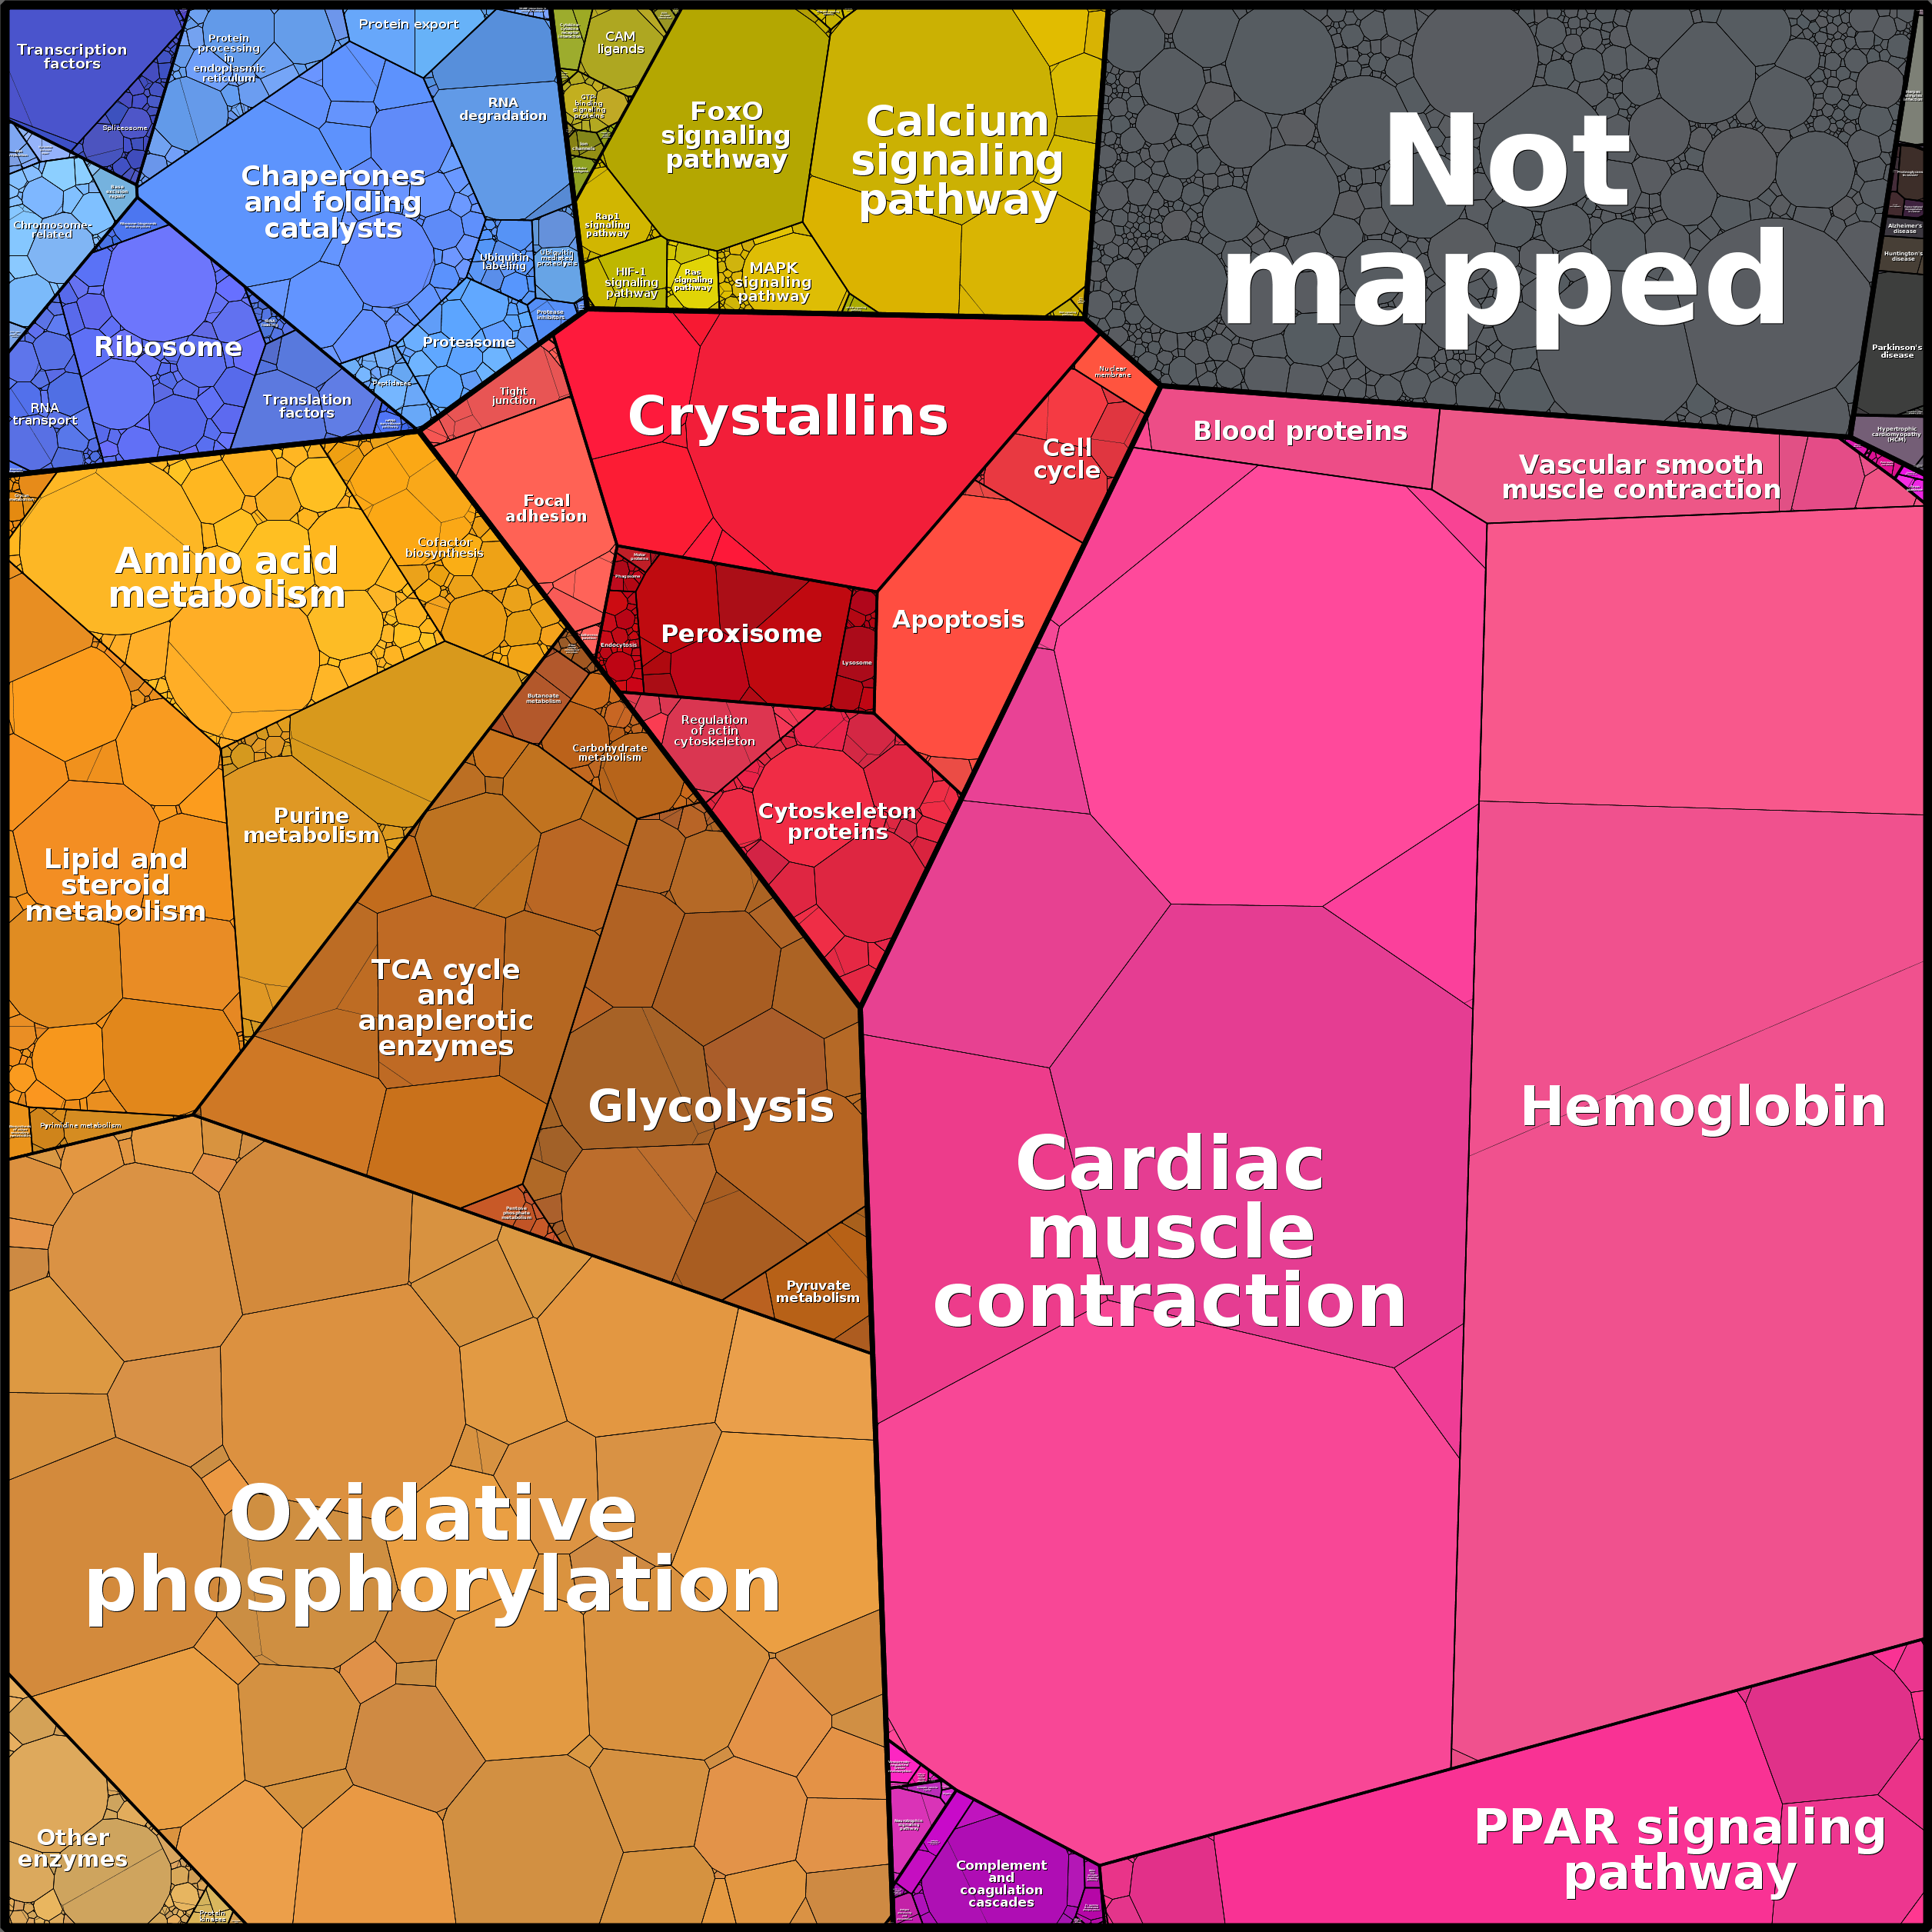 Transcription
factors
Protein
processing
in
endoplasmic
reticulum
Protein export
RNA
degradation
Spliceosome
Chaperones
and folding
catalysts
Chromosome-
related
Ubiquitin
labeling
Ribosome
Proteasome
Peptidases
RNA
transport
Translation
factors
CAM
ligands
FoxO
signaling
pathway
Calcium
signaling
pathway
Rap1
signaling
pathway
HIF-1
signaling
pathway
Ras
signaling
pathway
MAPK
signaling
pathway
Not
mapped
Alzheimer's
disease
Huntington's
disease
Parkinson's
disease
Hypertrophic
cardiomyopathy
(HCM)
Tight
junction
Crystallins
Nuclear
membrane
Cell
cycle
Focal
adhesion
Apoptosis
Peroxisome
Phagosome
Endocytosis
Lysosome
Regulation
of actin
cytoskeleton
Cytoskeleton
proteins
Blood proteins
Vascular smooth
muscle contraction
Amino acid
metabolism
Cofactor
biosynthesis
Butanoate
metabolism
Carbohydrate
metabolism
Purine
metabolism
Lipid and
steroid
metabolism
TCA cycle
and
anaplerotic
enzymes
Glycolysis
Pyrimidine metabolism
Pentose
phosphate
metabolism
Pyruvate
metabolism
Cardiac
muscle
contraction
Hemoglobin
Oxidative
phosphorylation
Other
enzymes
Protein
kinases
Complement
and
coagulation
cascades
PPAR signaling
pathway